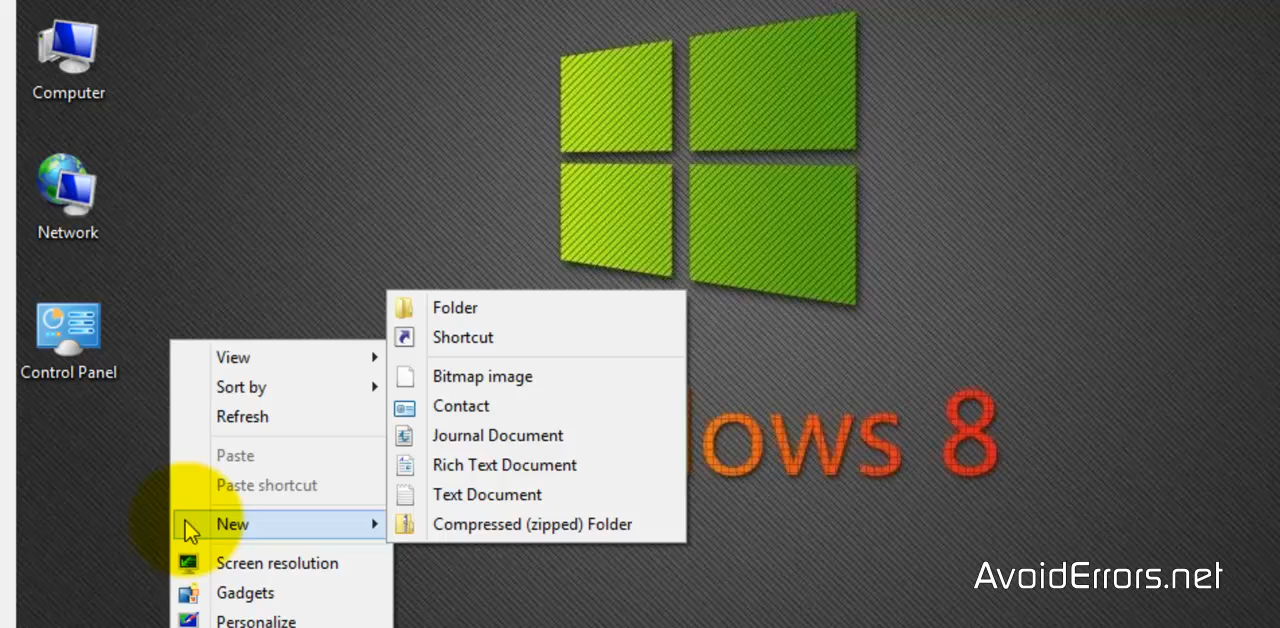 Computer
Network
Control Panel
View
Sort by
Refresh
Paste
Paste shortcut
New
Screen resolution
Gadgets
Personalize
Folder
Shortcut
Bitmap image
Contact
Journal Document
Rich Text Document
Text Document
Compressed (zipped) Folder
ows 8
AvoidErrors.net